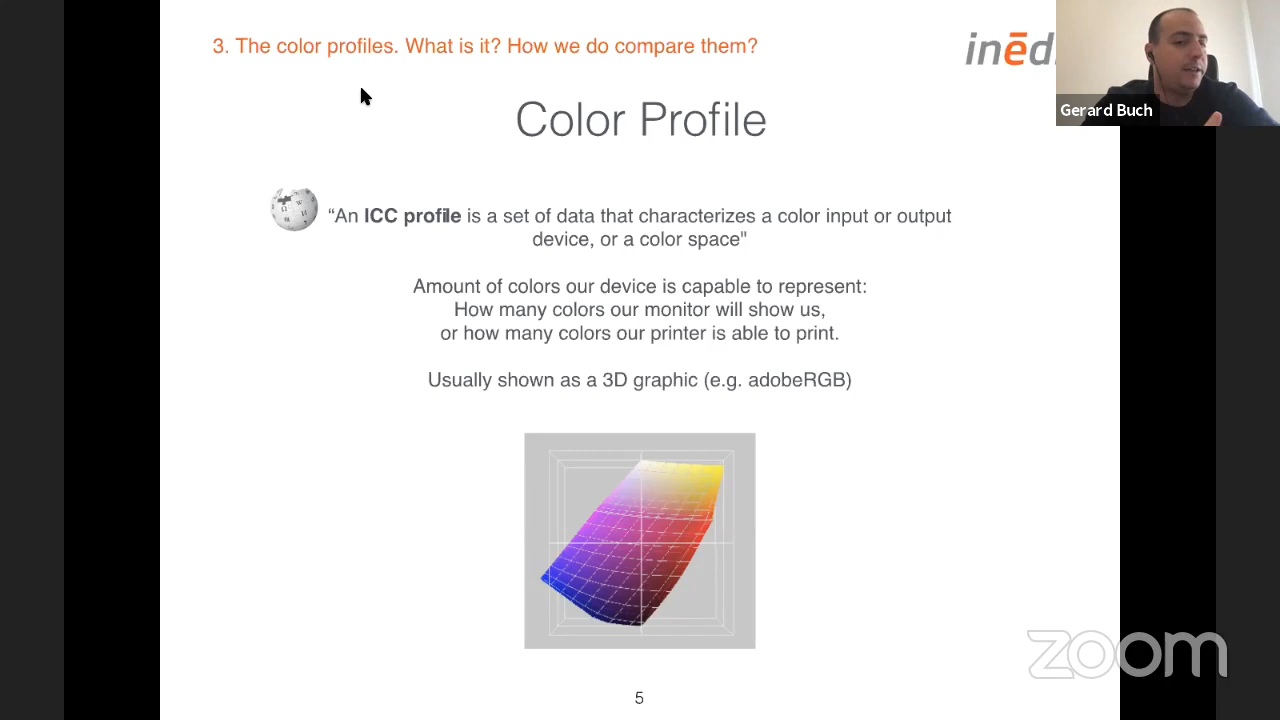 3. The color profiles. What is it? How we do compare them?
inēd
Gerard Buch
Color Profile
“An ICC profile is a set of data that characterizes a color input or output
device, or a color space"
Amount of colors our device is capable to represent:
How many colors our monitor will show us,
or how many colors our printer is able to print.
Usually shown as a 3D graphic (e.g. adobeRGB)
zoom
5